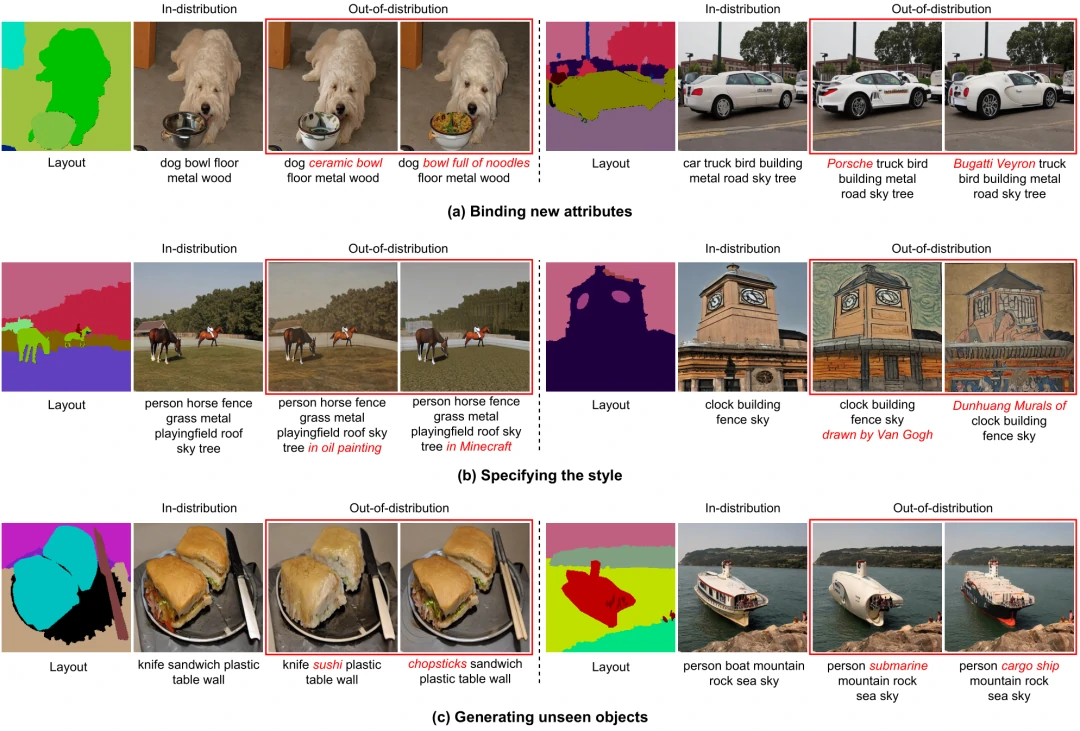 In-distribution Out-of-distribution In-distribution Out-of-distribution
Layout
dog bowl floor
metal wood
dog ceramic bowl
floor metal wood
dog bowl full of noodles
floor metal wood
Layout
car truck bird building
metal road sky tree
Porsche truck bird
building metal
road sky tree
Bugatti Veyron truck
bird building metal
road sky tree
(a) Binding new attributes
In-distribution Out-of-distribution In-distribution Out-of-distribution
Layout
person horse fence
grass metal
playingfield roof
sky tree
person horse fence
grass metal
playingfield roof sky
tree in oil painting
person horse fence
grass metal
playingfield roof sky
tree in Minecraft
Layout
clock building
fence sky
clock building
fence sky
drawn by Van Gogh
Dunhuang Murals of
clock building
fence sky
(b) Specifying the style
In-distribution Out-of-distribution In-distribution Out-of-distribution
Layout
knife sandwich plastic
table wall
knife sushi plastic
table wall
chopsticks sandwich
plastic table wall
Layout
person boat mountain
rock sea sky
person submarine
mountain rock
sea sky
person cargo ship
mountain rock
sea sky
(c) Generating unseen objects